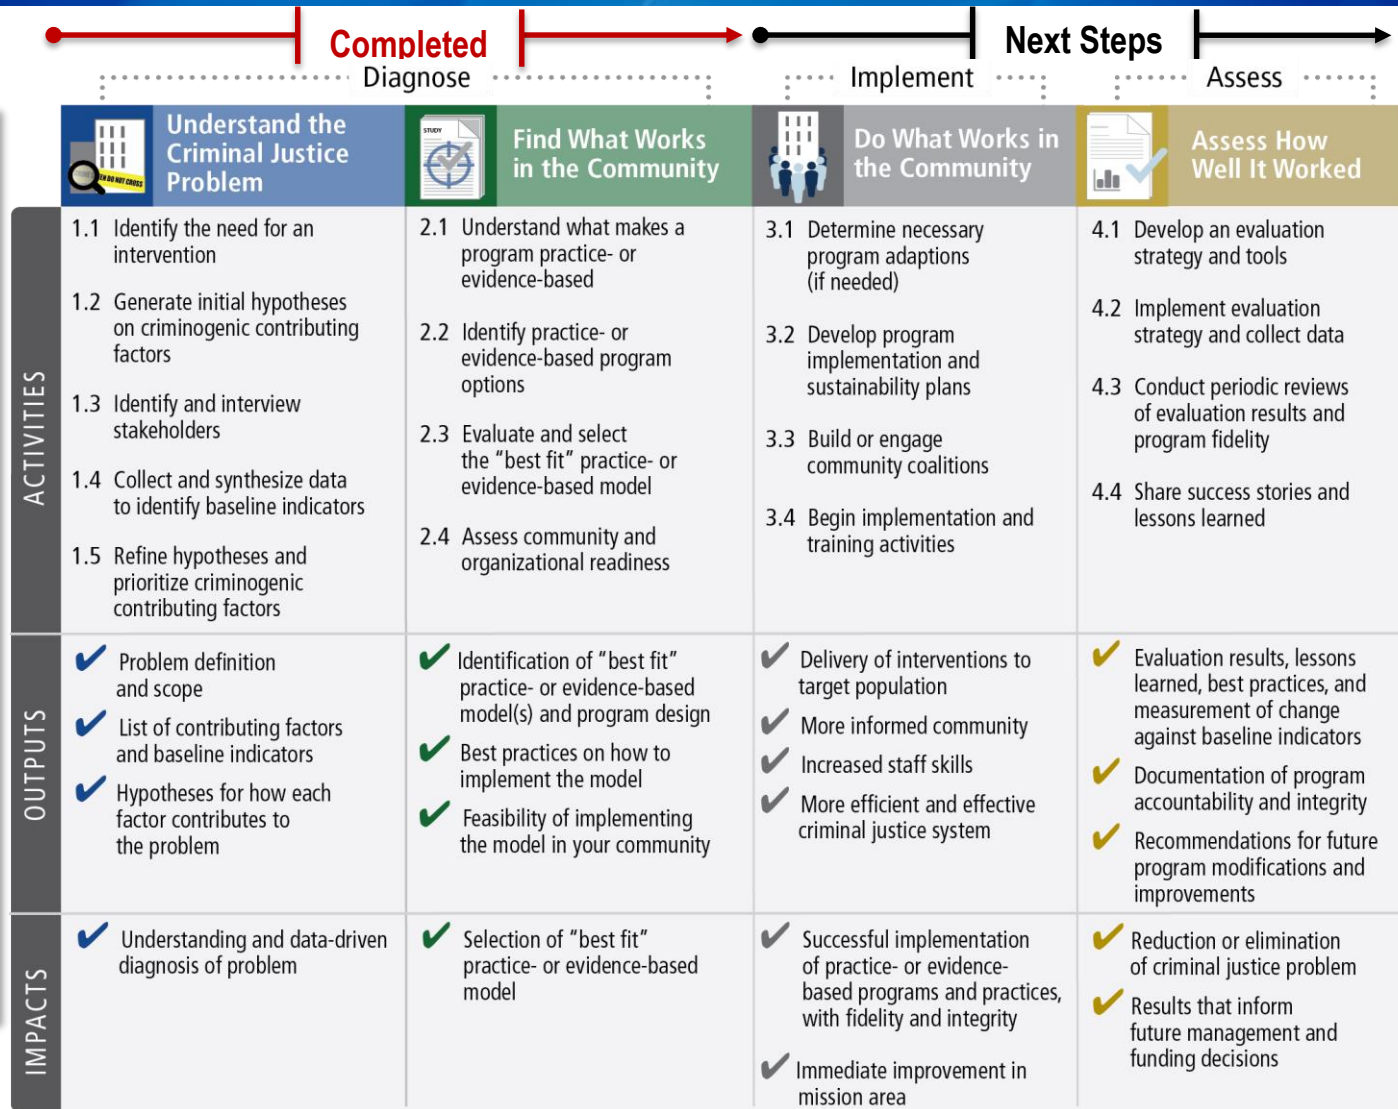 Completed
Next Steps
Diagnose
Implement
Assess
STUDY
DO NOT CROSS
Understand the
Criminal Justice
Problem
Find What Works
in the Community
Do What Works in
the Community
Assess How
Well It Worked
ACTIVITIES
1.1 Identify the need for an
intervention
1.2 Generate initial hypotheses
on criminogenic contributing
factors
1.3 Identify and interview
stakeholders
1.4 Collect and synthesize data
to identify baseline indicators
1.5 Refine hypotheses and
prioritize criminogenic
contributing factors
2.1 Understand what makes a
program practice- or
evidence-based
2.2 Identify practice- or
evidence-based program
options
2.3 Evaluate and select
the “best fit” practice- or
evidence-based model
2.4 Assess community and
organizational readiness
3.1 Determine necessary
program adaptions
(if needed)
3.2 Develop program
implementation and
sustainability plans
3.3 Build or engage
community coalitions
3.4 Begin implementation and
training activities
4.1 Develop an evaluation
strategy and tools
4.2 Implement evaluation
strategy and collect data
4.3 Conduct periodic reviews
of evaluation results and
program fidelity
4.4 Share success stories and
lessons learned
OUTPUTS
Problem definition
and scope
List of contributing factors
and baseline indicators
Hypotheses for how each
factor contributes to
the problem
Identification of “best fit”
practice- or evidence-based
model(s) and program design
Best practices on how to
implement the model
Feasibility of implementing
the model in your community
Delivery of interventions to
target population
More informed community
Increased staff skills
More efficient and effective
criminal justice system
Evaluation results, lessons
learned, best practices, and
measurement of change
against baseline indicators
Documentation of program
accountability and integrity
Recommendations for future
program modifications and
improvements
IMPACTS
Understanding and data-driven
diagnosis of problem
Selection of “best fit”
practice- or evidence-based
model
Successful implementation
of practice- or evidence-
based programs and practices,
with fidelity and integrity
Immediate improvement in
mission area
Reduction or elimination
of criminal justice problem
Results that inform
future management and
funding decisions